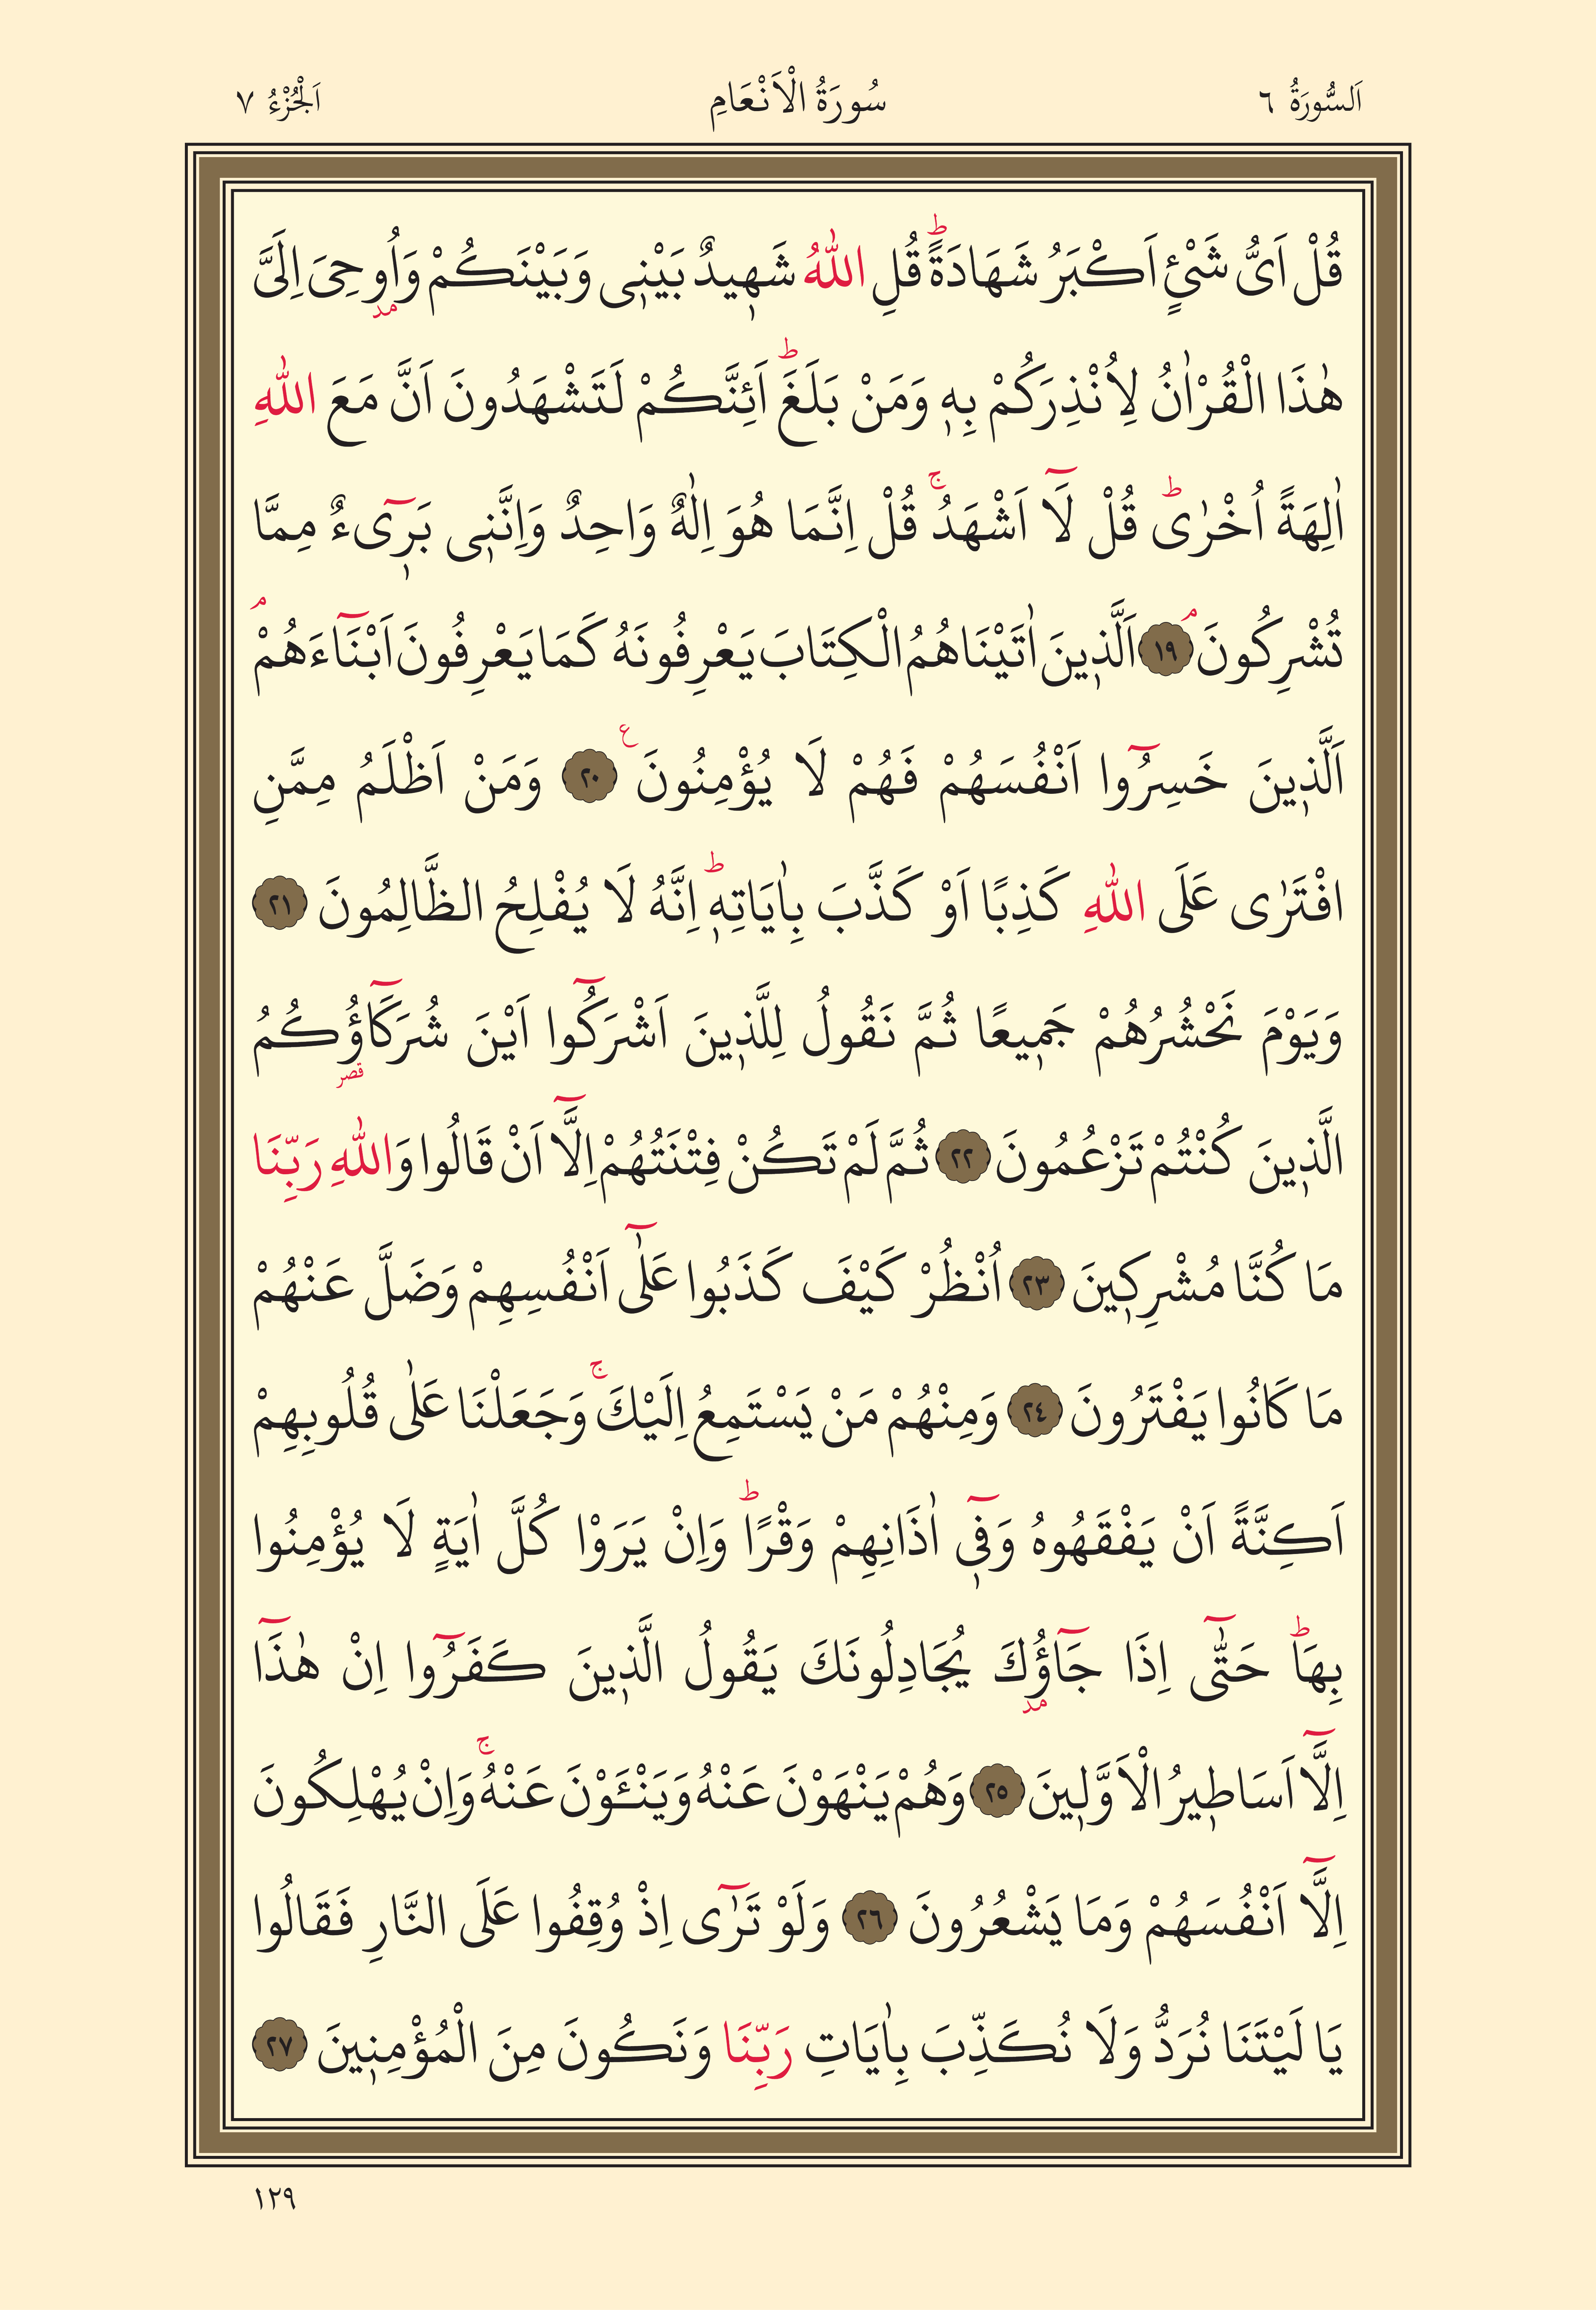 اَلسُّورَةُ ٦ سُورَةُ الْاَنْعَامِ اَلْجُزْءُ ٧
قُلْ اَىُّ شَىْءٍ اَكْبَرُ شَهَادَةًۜ قُلِ اللّٰهُ شَه۪يدٌ بَيْن۪ى وَبَيْنَكُمْ وَاُوحِىَ اِلَىَّ
هٰذَا الْقُرْاٰنُ لِاُنْذِرَكُمْ بِه۪ وَمَنْ بَلَغَۜ اَئِنَّكُمْ لَتَشْهَدُونَ اَنَّ مَعَ اللّٰهِ
اٰلِهَةً اُخْرٰىۜ قُلْ لَٓا اَشْهَدُۚ قُلْ اِنَّمَا هُوَ اِلٰهٌ وَاحِدٌ وَاِنَّن۪ى بَر۪ٓىءٌ مِمَّا
تُشْرِكُونَۢ ﴿١٩﴾ اَلَّذ۪ينَ اٰتَيْنَاهُمُ الْكِتَابَ يَعْرِفُونَهُ كَمَا يَعْرِفُونَ اَبْنَٓاءَهُمْۢ
اَلَّذ۪ينَ خَسِرُٓوا اَنْفُسَهُمْ فَهُمْ لَا يُؤْمِنُونَ ع ﴿٢٠﴾ وَمَنْ اَظْلَمُ مِمَّنِ
افْتَرٰى عَلَى اللّٰهِ كَذِبًا اَوْ كَذَّبَ بِاٰيَاتِه۪ۜ اِنَّهُ لَا يُفْلِحُ الظَّالِمُونَ ﴿٢١﴾
وَيَوْمَ نَحْشُرُهُمْ جَم۪يعًا ثُمَّ نَقُولُ لِلَّذ۪ينَ اَشْرَكُٓوا اَيْنَ شُرَكَٓاؤُكُمُ
الَّذ۪ينَ كُنْتُمْ تَزْعُمُونَ ﴿٢٢﴾ ثُمَّ لَمْ تَكُنْ فِتْنَتُهُمْ اِلَّٓا اَنْ قَالُوا وَاللّٰهِ رَبِّنَا
مَا كُنَّا مُشْرِك۪ينَ ﴿٢٣﴾ اُنْظُرْ كَيْفَ كَذَبُوا عَلٰٓى اَنْفُسِهِمْ وَضَلَّ عَنْهُمْ
مَا كَانُوا يَفْتَرُونَ ﴿٢٤﴾ وَمِنْهُمْ مَنْ يَسْتَمِعُ اِلَيْكَۚ وَجَعَلْنَا عَلٰى قُلُوبِهِمْ
اَكِنَّةً اَنْ يَفْقَهُوهُ وَف۪ٓى اٰذَانِهِمْ وَقْرًاۜ وَاِنْ يَرَوْا كُلَّ اٰيَةٍ لَا يُؤْمِنُوا
بِهَاۜ حَتّٰٓى اِذَا جَٓاؤُكَ يُجَادِلُونَكَ يَقُولُ الَّذ۪ينَ كَفَرُٓوا اِنْ هٰذَٓا
اِلَّٓا اَسَاط۪يرُ الْاَوَّل۪ينَ ﴿٢٥﴾ وَهُمْ يَنْهَوْنَ عَنْهُ وَيَنْـَٔوْنَ عَنْهُۚ وَاِنْ يُهْلِكُونَ
اِلَّٓا اَنْفُسَهُمْ وَمَا يَشْعُرُونَ ﴿٢٦﴾ وَلَوْ تَرٰٓى اِذْ وُقِفُوا عَلَى النَّارِ فَقَالُوا
يَا لَيْتَنَا نُرَدُّ وَلَا نُكَذِّبَ بِاٰيَاتِ رَبِّنَا وَنَكُونَ مِنَ الْمُؤْمِن۪ينَ ﴿٢٧﴾
١٢٩